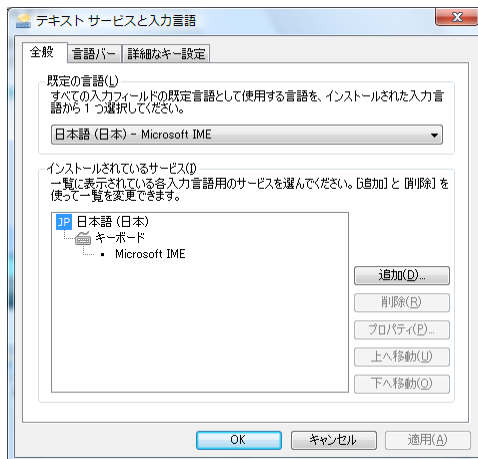 テキスト サービスと入力言語
全般 言語バー 詳細なキー設定
既定の言語(L)
すべての入力フィールドの既定言語として使用する言語を、インストールされた入力言
語から 1 つ選択してください。
日本語 (日本) - Microsoft IME
インストールされているサービス(I)
一覧に表示されている各入力言語用のサービスを選んでください。[追加] と [削除] を
使って一覧を変更できます。
JP 日本語 (日本)
キーボード
Microsoft IME
追加(D)...
削除(R)
プロパティ(P)...
上へ移動(U)
下へ移動(O)
OK キャンセル 適用(A)